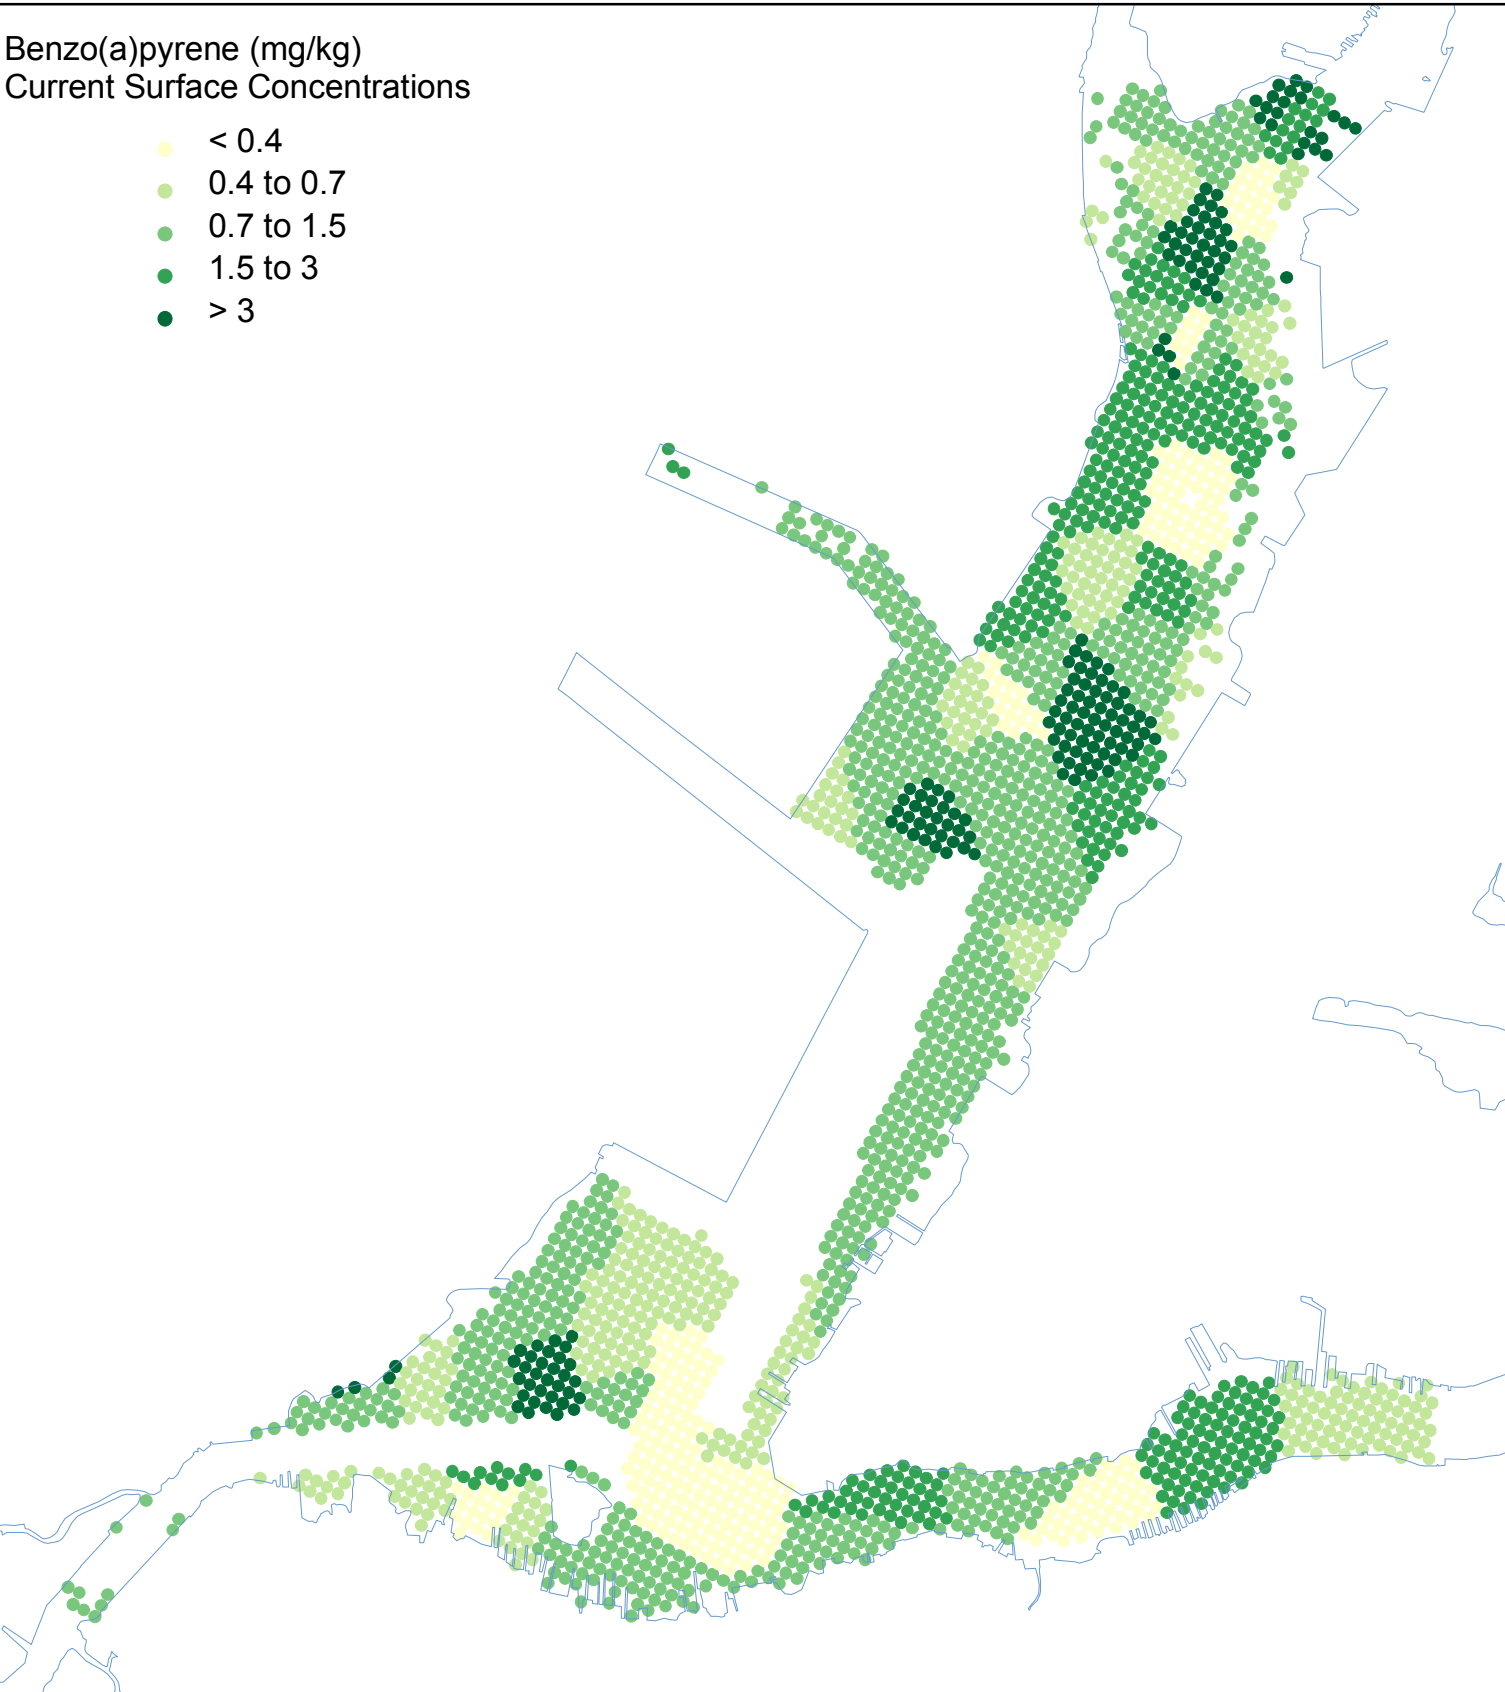 Benzo(a)pyrene (mg/kg)
Current Surface Concentrations
< 0.4
0.4 to 0.7
0.7 to 1.5
1.5 to 3
> 3